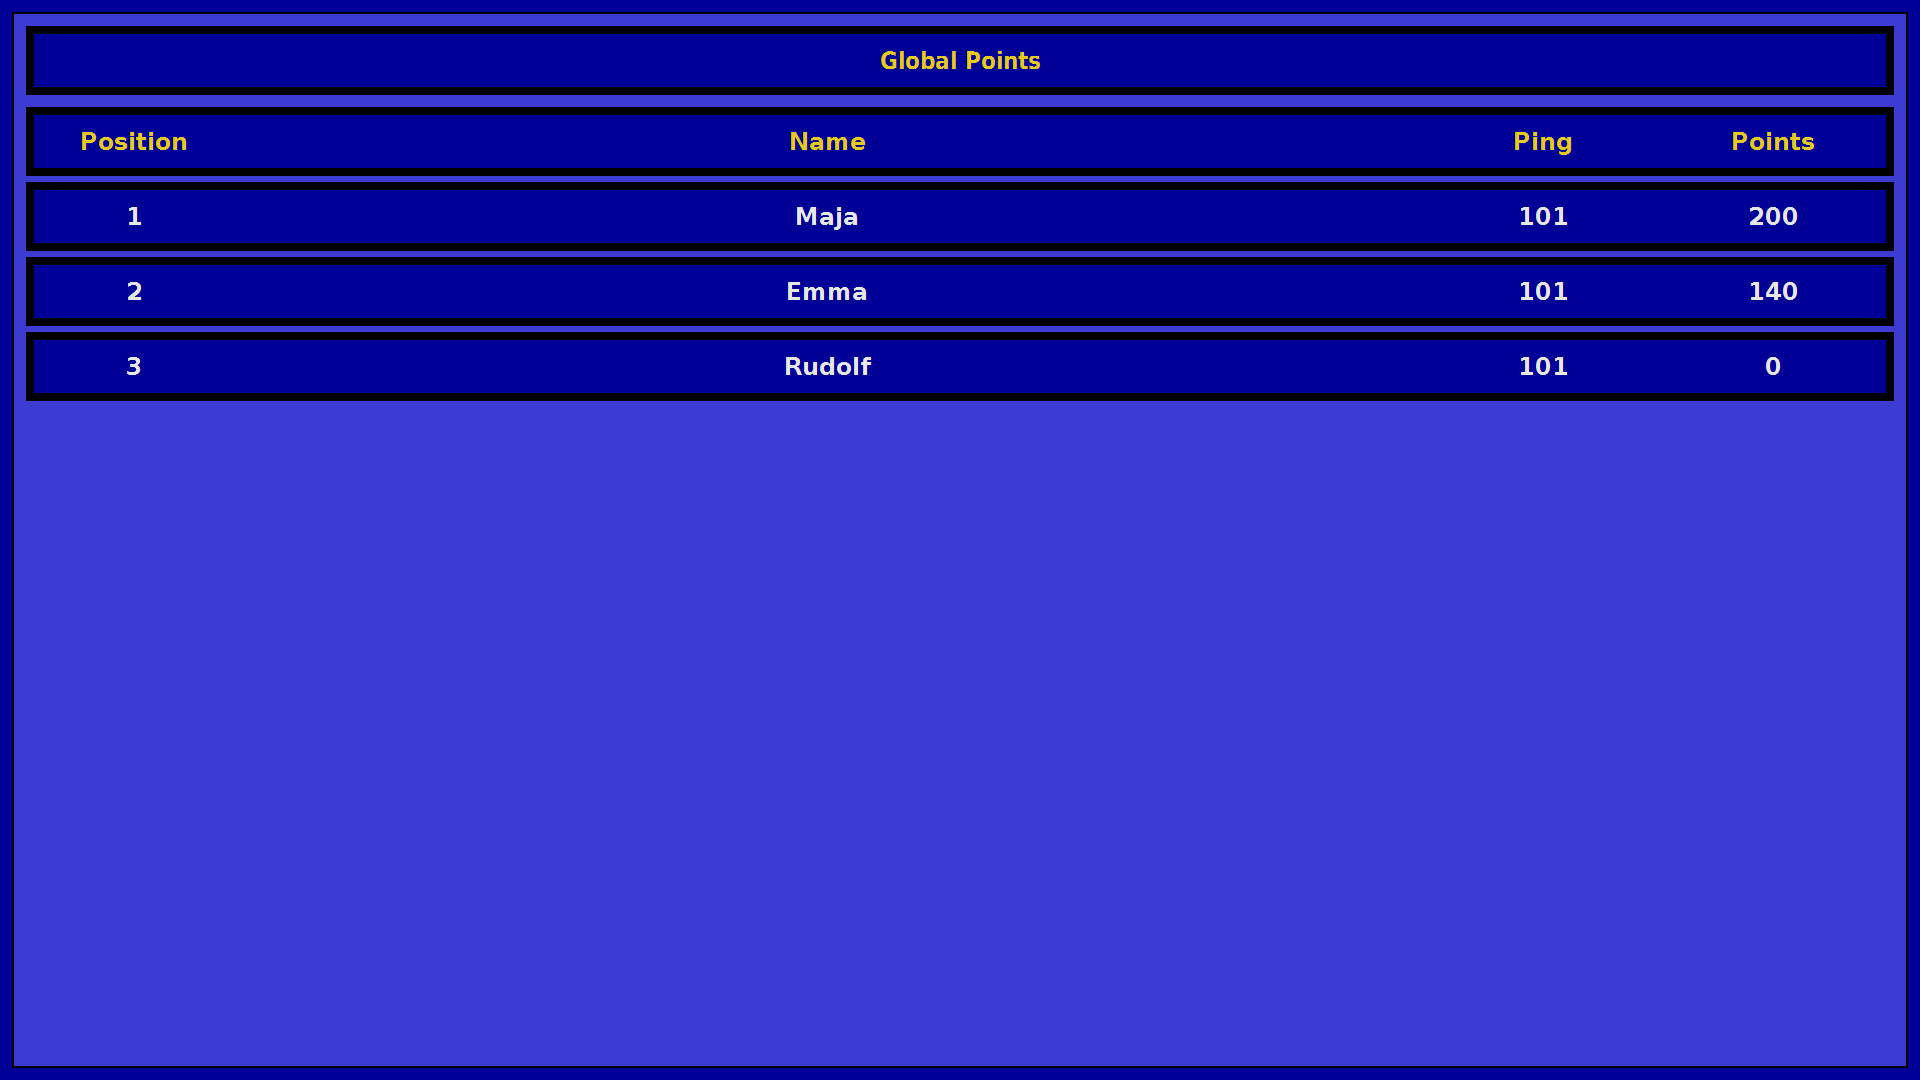 Global Points
Position Name Ping Points
1 Maja 101 200
2 Emma 101 140
3 Rudolf 101 0